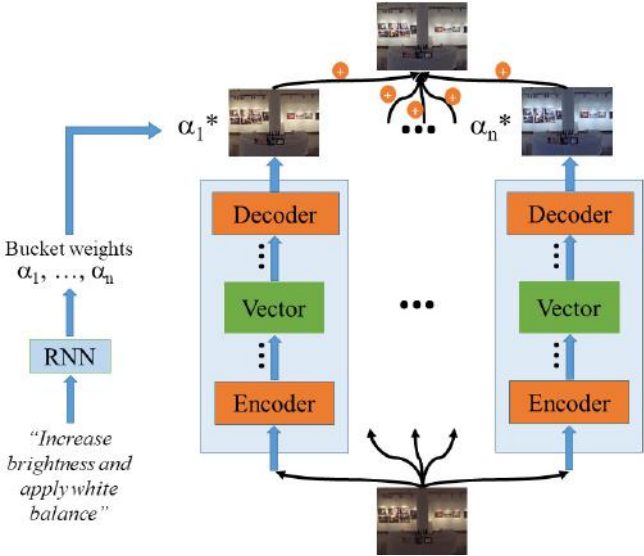 α₁*
αₙ*
Decoder
Decoder
Bucket weights
α₁, ..., αₙ
Vector
Vector
RNN
Encoder
Encoder
“Increase
brightness and
apply white
balance”